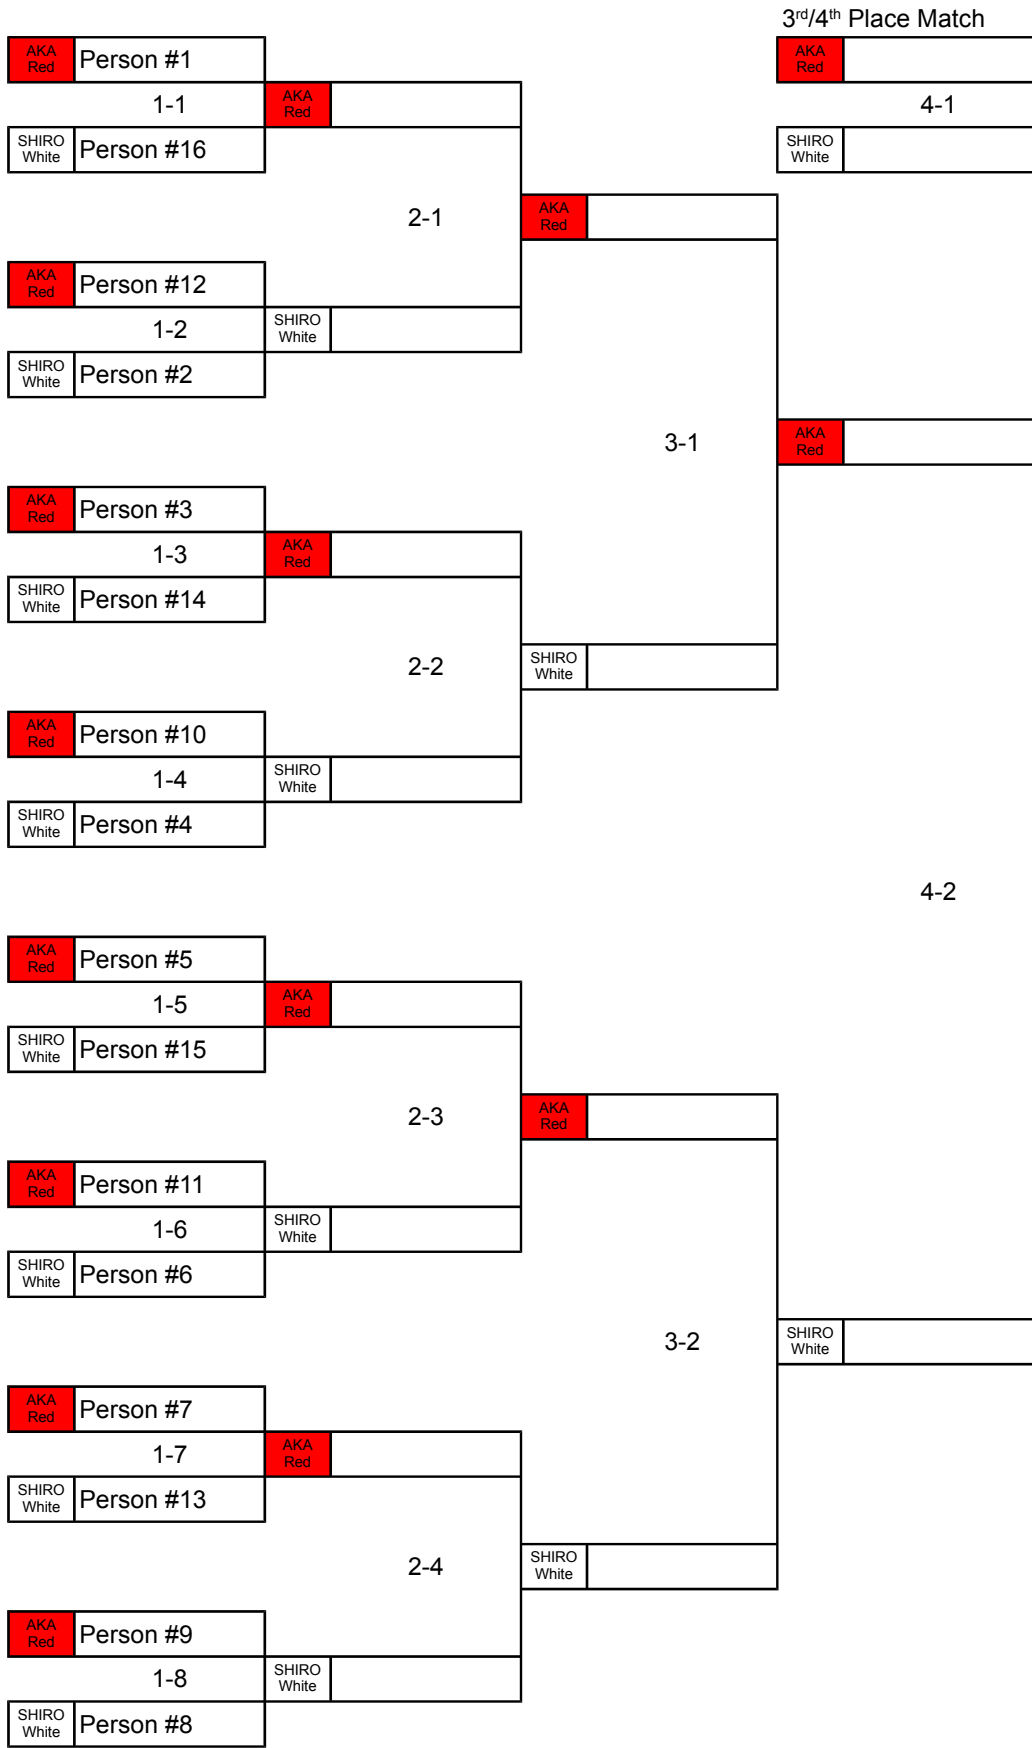 3rd/4th Place Match
AKA
Red
Person #1
1-1
SHIRO
White
Person #16
AKA
Red
AKA
Red
4-1
SHIRO
White
2-1
AKA
Red
AKA
Red
Person #12
1-2
SHIRO
White
Person #2
SHIRO
White
3-1
AKA
Red
AKA
Red
Person #3
1-3
SHIRO
White
Person #14
AKA
Red
2-2
SHIRO
White
AKA
Red
Person #10
1-4
SHIRO
White
Person #4
SHIRO
White
4-2
AKA
Red
Person #5
1-5
SHIRO
White
Person #15
AKA
Red
2-3
AKA
Red
AKA
Red
Person #11
1-6
SHIRO
White
Person #6
SHIRO
White
3-2
SHIRO
White
AKA
Red
Person #7
1-7
SHIRO
White
Person #13
AKA
Red
2-4
SHIRO
White
AKA
Red
Person #9
1-8
SHIRO
White
Person #8
SHIRO
White